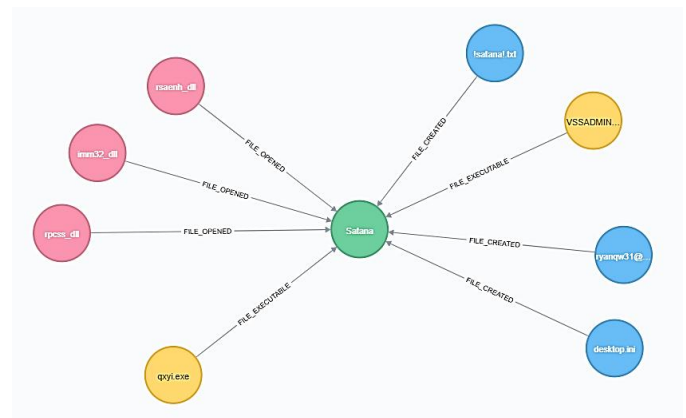 !satana!.txt
rsaenh_dll
VSSADMIN...
FILE_OPENED
FILE_CREATED
imm32_dll
FILE_EXECUTABLE
FILE_OPENED
rpcss_dll
FILE_OPENED
Satana
FILE_CREATED
ryanqw31@...
FILE_CREATED
FILE_EXECUTABLE
desktop.ini
qxyi.exe